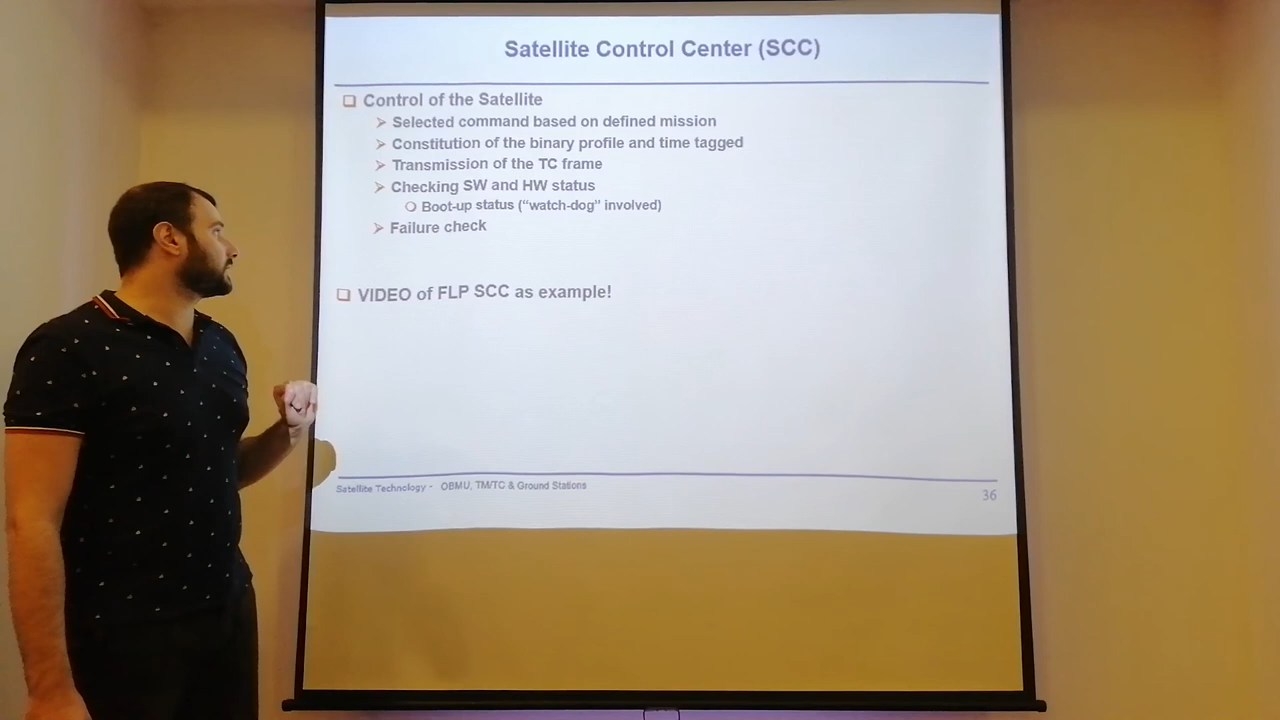 Satellite Control Center (SCC)
Control of the Satellite
Selected command based on defined mission
Constitution of the binary profile and time tagged
Transmission of the TC frame
Checking SW and HW status
Boot-up status (“watch-dog” involved)
Failure check
VIDEO of FLP SCC as example!
Satellite Technology - OBMU, TM/TC & Ground Stations
36